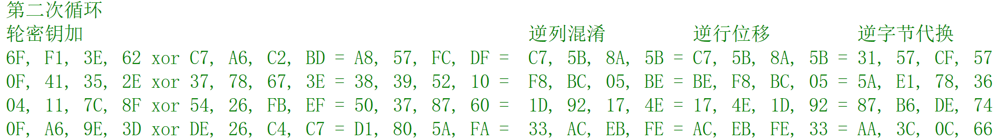 第二次循环
轮密钥加 逆列混淆 逆行位移 逆字节代换
6F, F1, 3E, 62 xor C7, A6, C2, BD = A8, 57, FC, DF = C7, 5B, 8A, 5B = C7, 5B, 8A, 5B = 31, 57, CF, 57
0F, 41, 35, 2E xor 37, 78, 67, 3E = 38, 39, 52, 10 = F8, BC, 05, BE = BE, F8, BC, 05 = 5A, E1, 78, 36
04, 11, 7C, 8F xor 54, 26, FB, EF = 50, 37, 87, 60 = 1D, 92, 17, 4E = 17, 4E, 1D, 92 = 87, B6, DE, 74
0F, A6, 9E, 3D xor DE, 26, C4, C7 = D1, 80, 5A, FA = 33, AC, EB, FE = AC, EB, FE, 33 = AA, 3C, 0C, 66